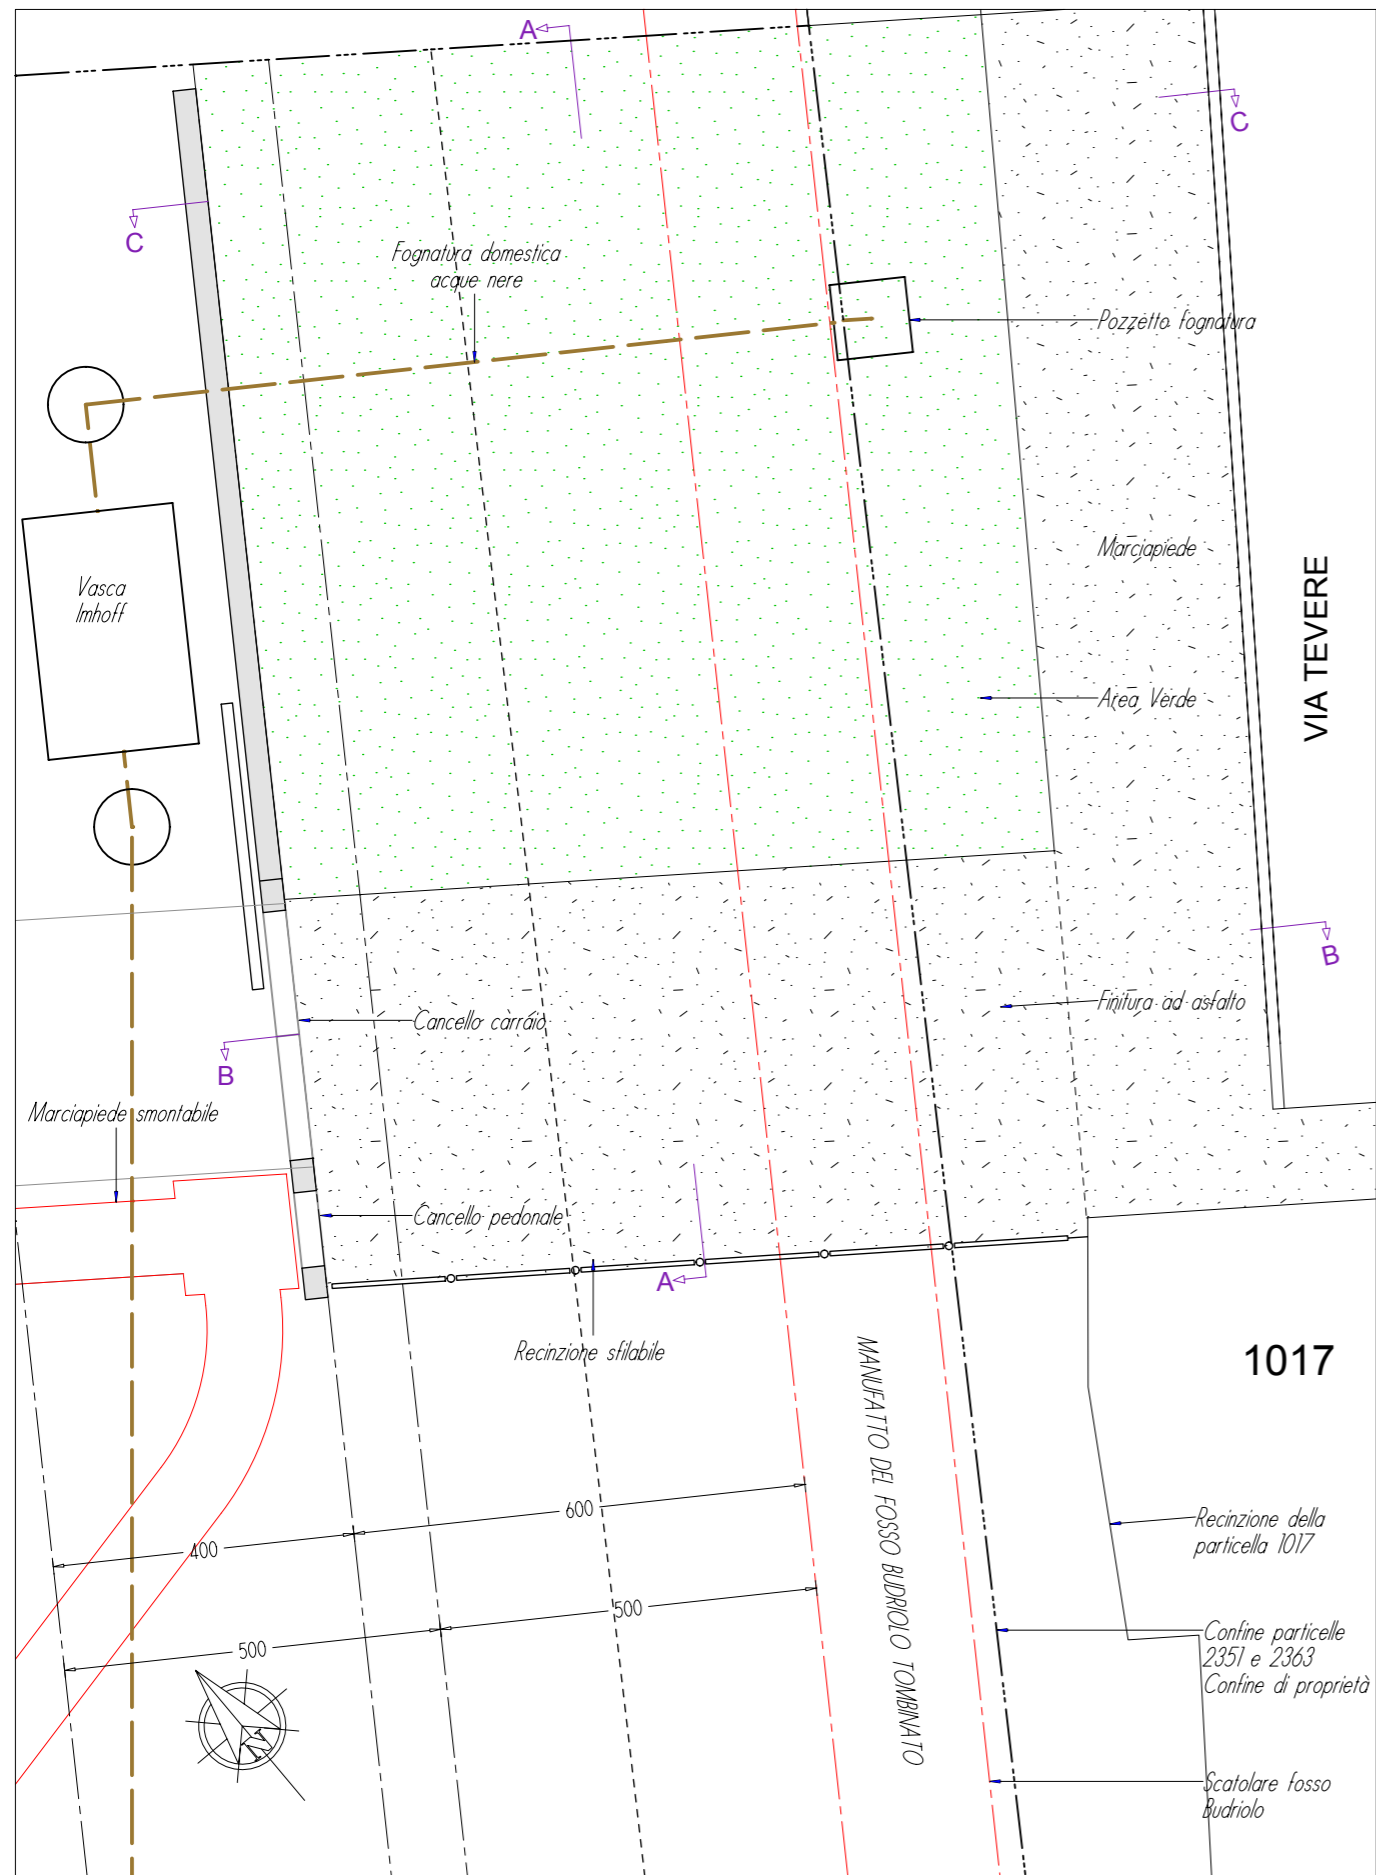 A
C
C
Fognatura domestica
acque nere
Pozzetto fognatura
Vasca
Imhoff
Marciapiede
VIA TEVERE
Area Verde
B
Finitura ad asfalto
Cancello carráio
B
Marciapiede smontabile
Cancello pedonale
A
Recinzione sfilabile
1017
MANUFATTO DEL FOSSO BUDRIOLO TOMBINATO
600
400
Recinzione della
particella 1017
500
500
Confine particelle
2351 e 2363
Confine di proprietà
N
Scatolare fosso
Budriolo